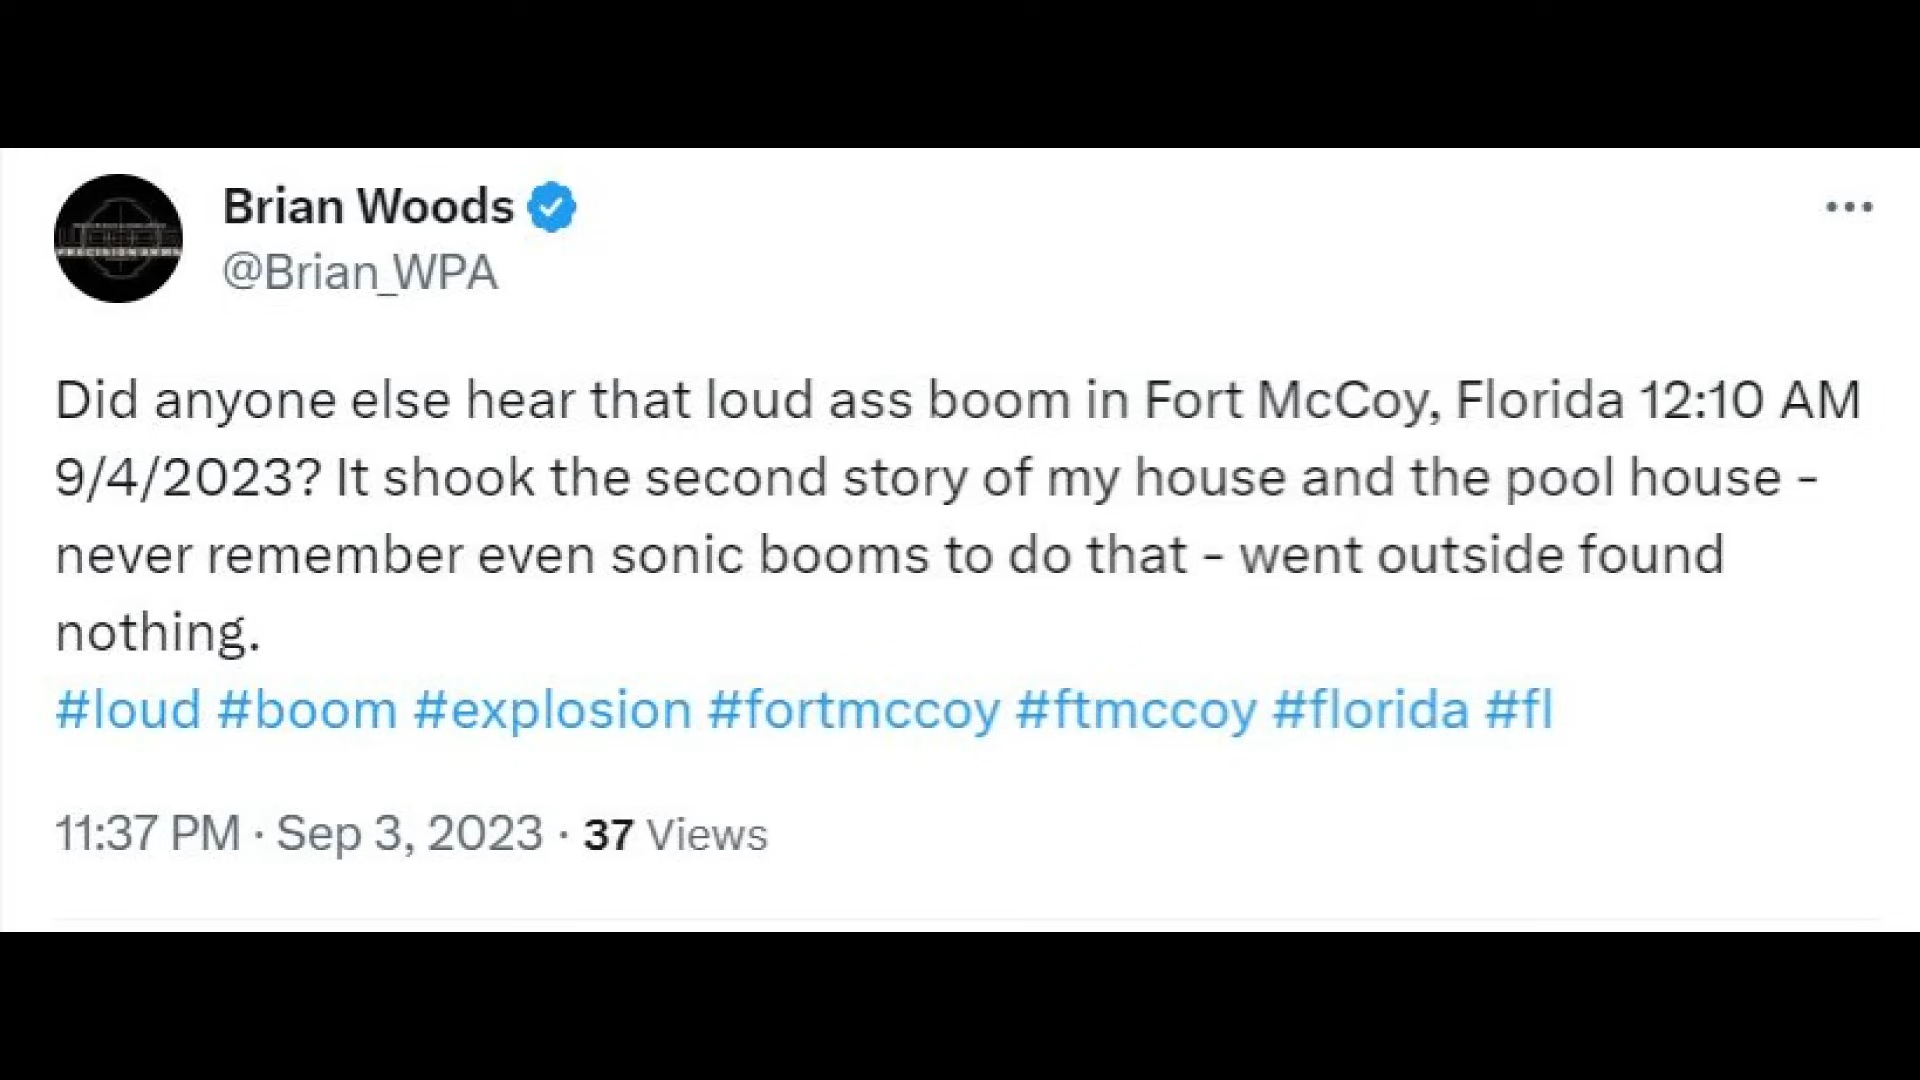 Brian Woods
@Brian_WPA
Did anyone else hear that loud ass boom in Fort McCoy, Florida 12:10 AM
9/4/2023? It shook the second story of my house and the pool house -
never remember even sonic booms to do that - went outside found
nothing.
#loud #boom #explosion #fortmccoy #ftmccoy #florida #fl
11:37 PM · Sep 3, 2023 · 37 Views